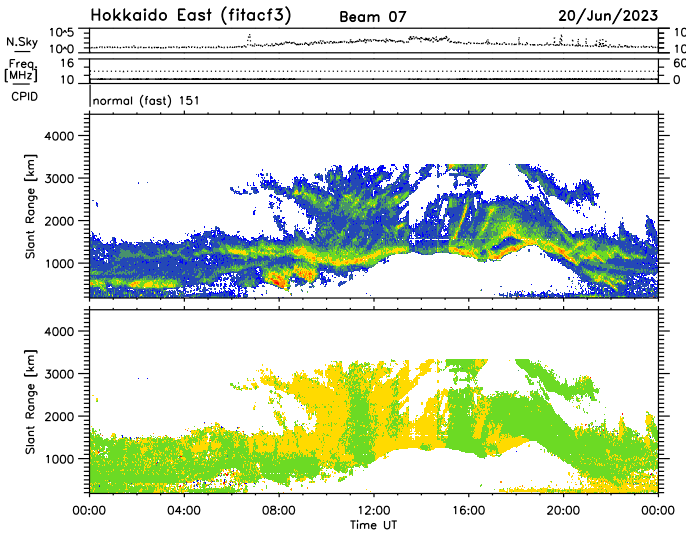 Hokkaido East (fitacf3) Beam 07 20/Jun/2023
N.Sky 10^5 10^0 10 10
Freq. [MHz] 16 10 60 0
CPID normal (fast) 151
Slant Range [km] 4000 3000 2000 1000
Slant Range [km] 4000 3000 2000 1000
00:00 04:00 08:00 12:00 16:00 20:00 00:00
Time UT